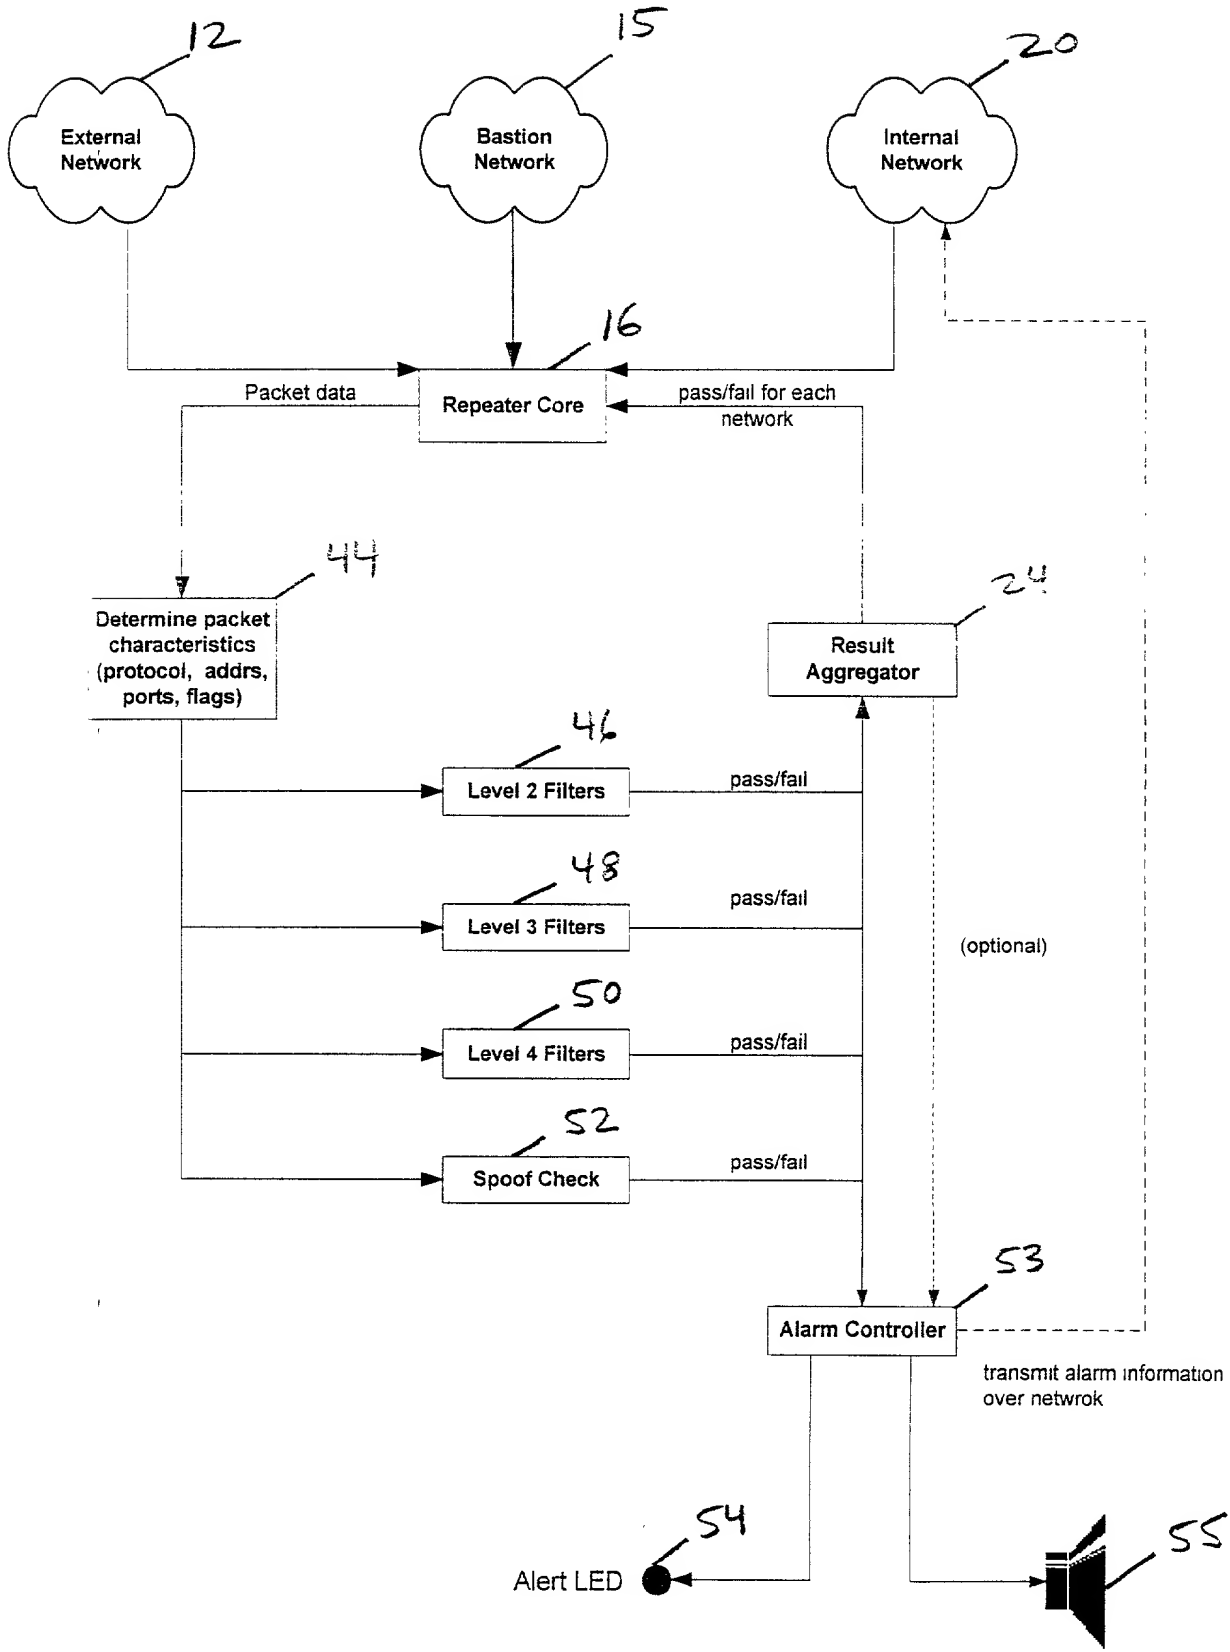 12
15
20
External
Network
Bastion
Network
Internal
Network
16
Packet data
Repeater Core
pass/fail for each
network
44
24
Determine packet
characteristics
(protocol, addrs,
ports, flags)
Result
Aggregator
46
Level 2 Filters
pass/fail
48
Level 3 Filters
pass/fail
(optional)
50
Level 4 Filters
pass/fail
52
Spoof Check
pass/fail
53
Alarm Controller
transmit alarm information
over netwrok
54
55
Alert LED